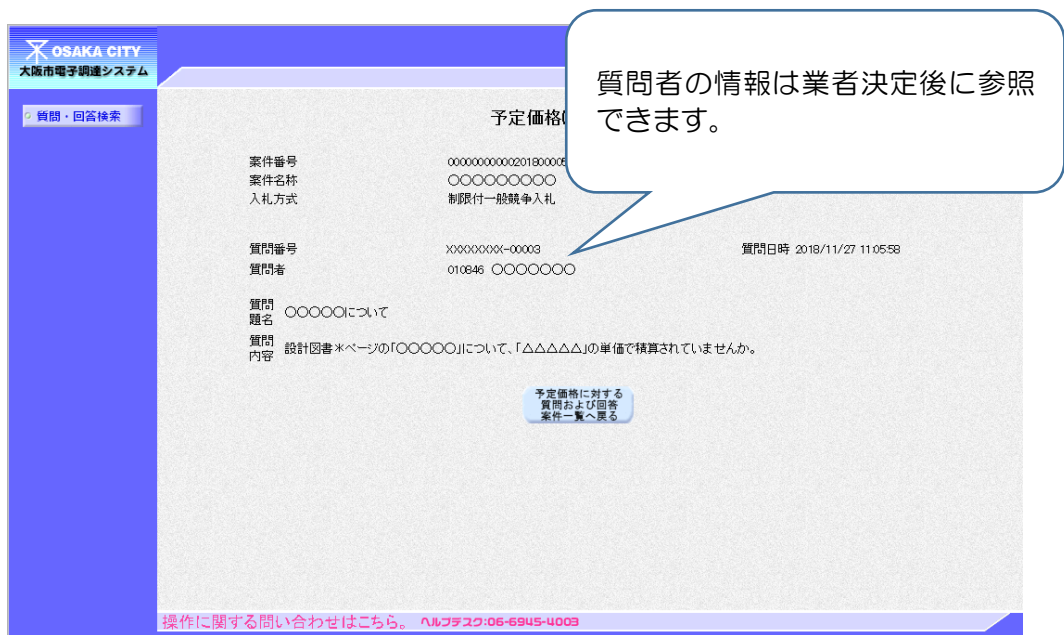 OSAKA CITY
大阪市電子調達システム
質問者の情報は業者決定後に参照
できます。
質問・回答検索
予定価格
案件番号
案件名称 〇〇〇〇〇〇〇〇〇
入札方式 制限付一般競争入札
質問番号 XXXXXXXX-00003 質問日時 2018/11/27 11:05:58
質問者 010846 〇〇〇〇〇〇〇
質問
題名 〇〇〇〇〇について
質問
内容 設計図書*ページの「〇〇〇〇〇」について、「△△△△△」の単価で積算されていませんか。
予定価格に対する
質問および回答
案件一覧へ戻る
操作に関する問い合わせはこちら。 ヘルプデスク:06-6945-4003